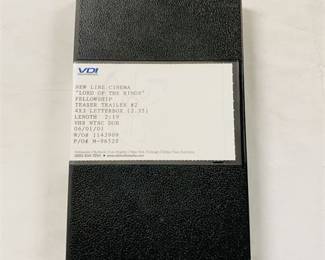 VDI
NEW LINE CINEMA
"LORD OF THE RINGS"
FELLOWSHIP
TEASER TRAILER #2
4X3 LETTERBOX (2.35)
LENGTH 2:19
VHS NTSC DUB
06/01/01
W/O# 1143909
P/O# M-96520